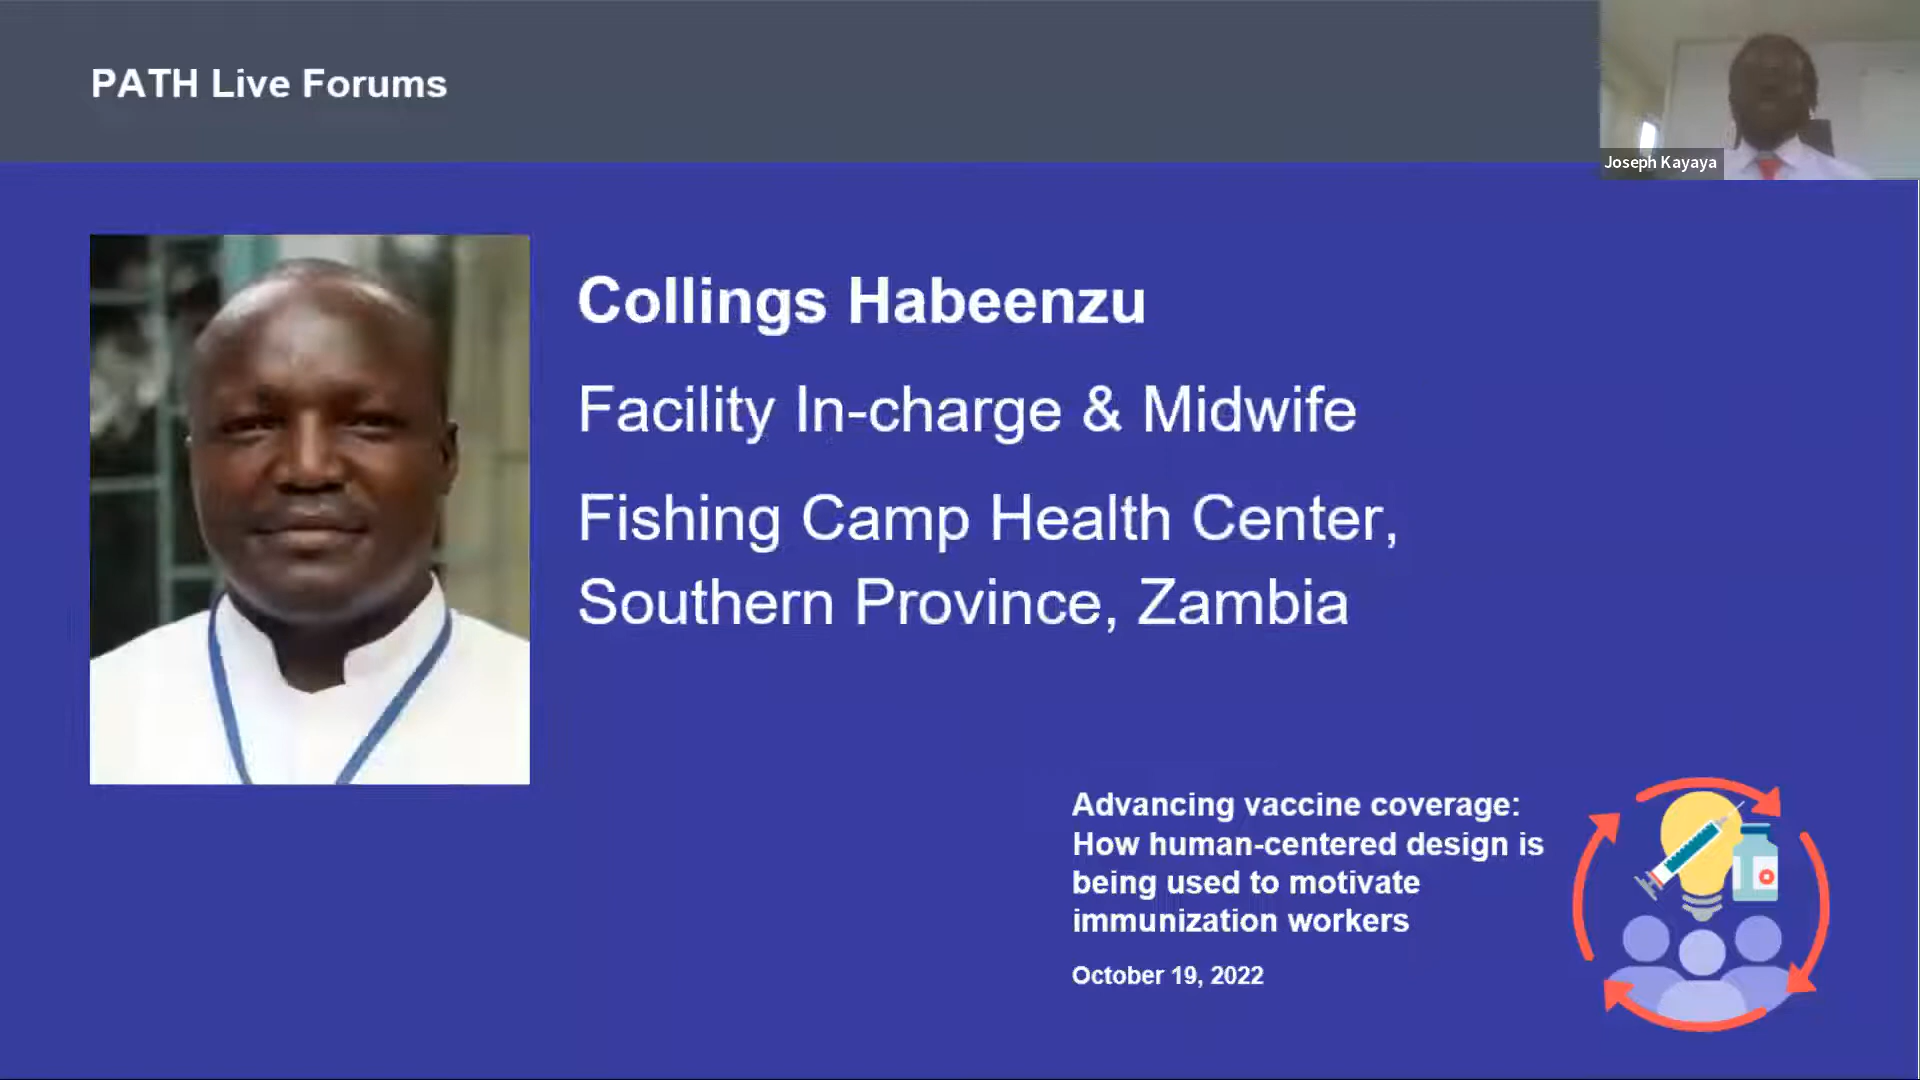 PATH Live Forums
Joseph Kayaya
Collings Habeenzu
Facility In-charge & Midwife
Fishing Camp Health Center,
Southern Province, Zambia
Advancing vaccine coverage:
How human-centered design is
being used to motivate
immunization workers
October 19, 2022